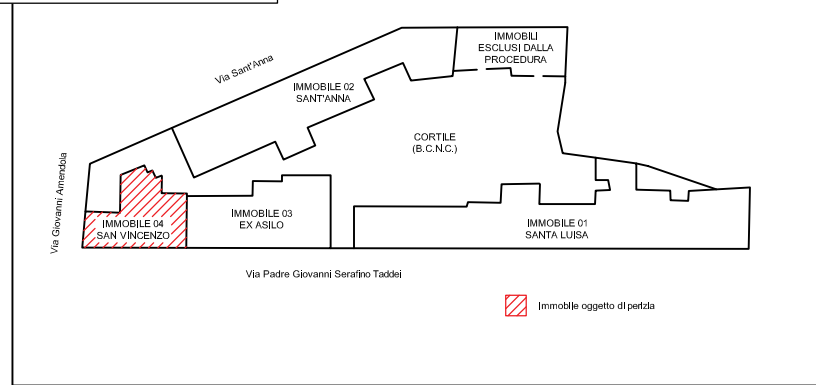 IMMOBILI
ESCLUSI DALLA
PROCEDURA
Via Sant'Anna
IMMOBILE 02
SANT'ANNA
CORTILE
(B.C.N.C.)
Via Giovanni Amendola
IMMOBILE 04
SAN VINCENZO
IMMOBILE 03
EX ASILO
IMMOBILE 01
SANTA LUISA
Via Padre Giovanni Serafino Taddei
Immobile oggetto di perizia